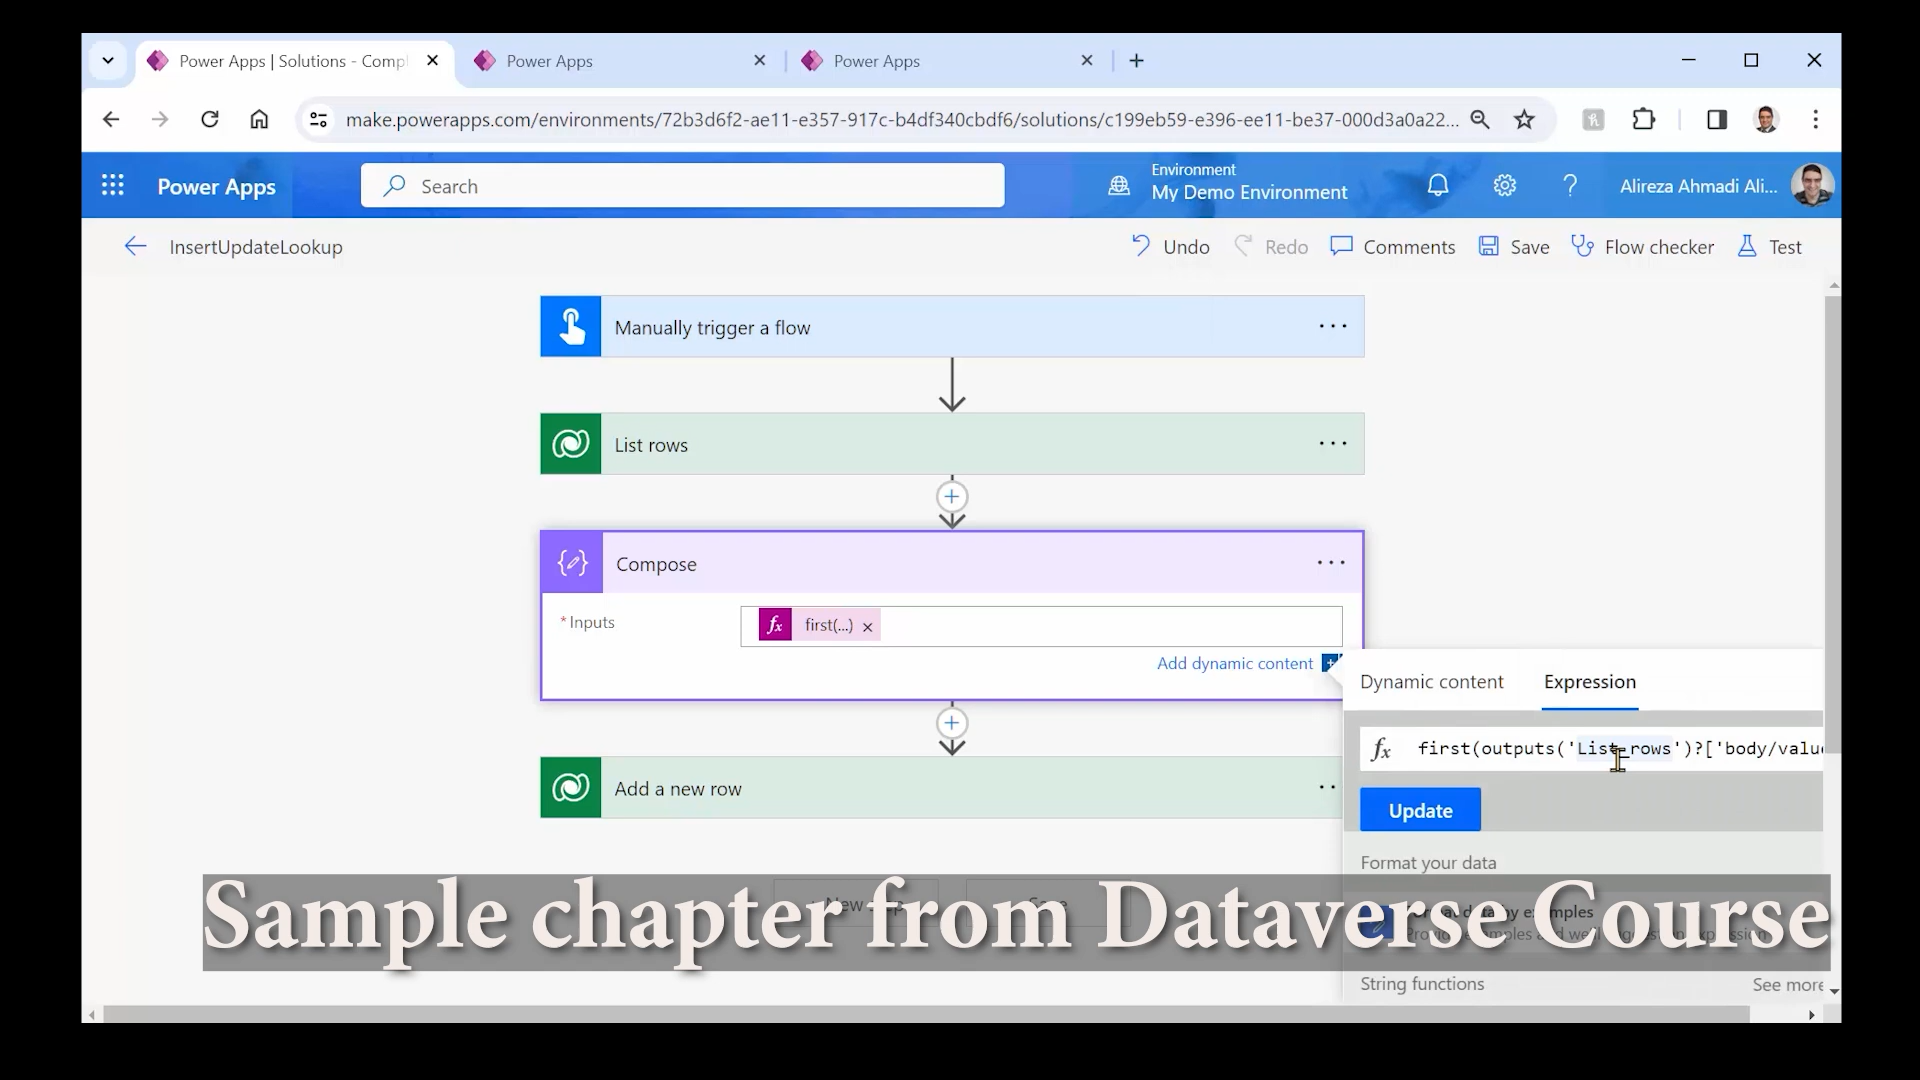 Power Apps | Solutions - Compl
Power Apps
Power Apps
make.powerapps.com/environments/72b3d6f2-ae11-e357-917c-b4df340cbdf6/solutions/c199eb59-e396-ee11-be37-000d3a0a22...
Power Apps
Search
Environment
My Demo Environment
Alireza Ahmadi Ali...
InsertUpdateLookup
Undo
Redo
Comments
Save
Flow checker
Test
Manually trigger a flow
List rows
Compose
* Inputs
fx first(...)
Add dynamic content
Dynamic content
Expression
fx first(outputs('List_rows')?['body/valu
Update
Add a new row
Format your data
Sample chapter from Dataverse Course
String functions
See more